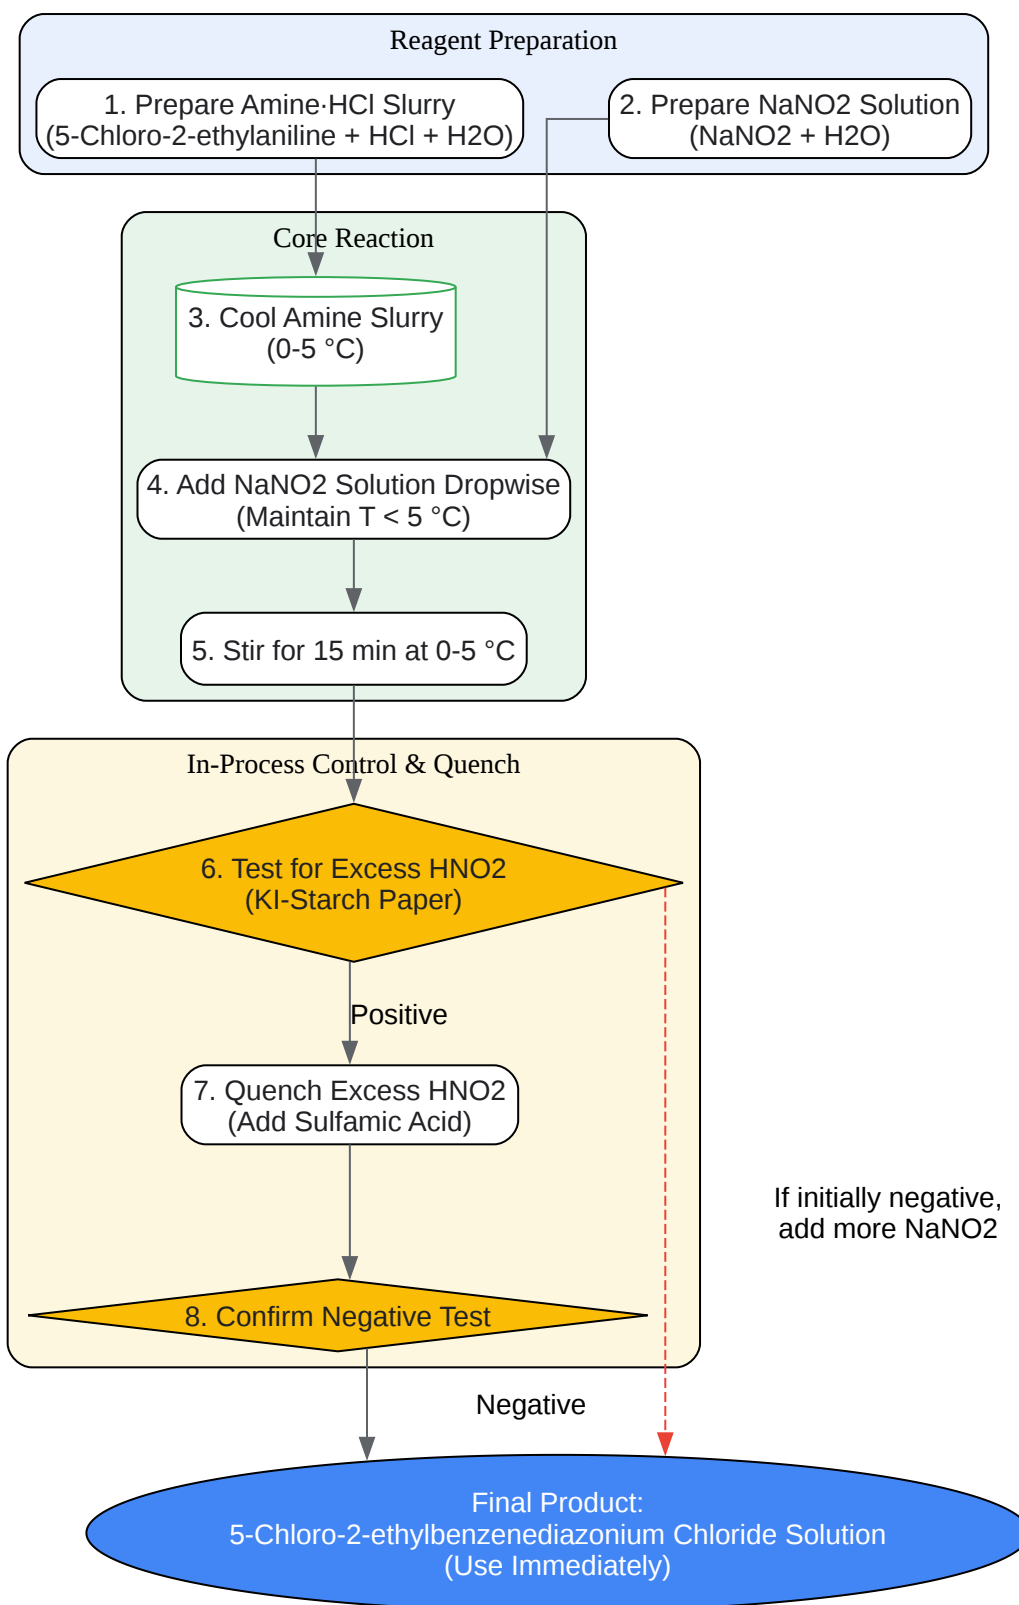 Reagent Preparation
1. Prepare Amine·HCl Slurry
(5-Chloro-2-ethylaniline + HCl + H2O)
2. Prepare NaNO2 Solution
(NaNO2 + H2O)
Core Reaction
3. Cool Amine Slurry
(0-5 °C)
4. Add NaNO2 Solution Dropwise
(Maintain T < 5 °C)
5. Stir for 15 min at 0-5 °C
In-Process Control & Quench
6. Test for Excess HNO2
(KI-Starch Paper)
Positive
7. Quench Excess HNO2
(Add Sulfamic Acid)
If initially negative,
add more NaNO2
8. Confirm Negative Test
Negative
Final Product:
5-Chloro-2-ethylbenzenediazonium Chloride Solution
(Use Immediately)